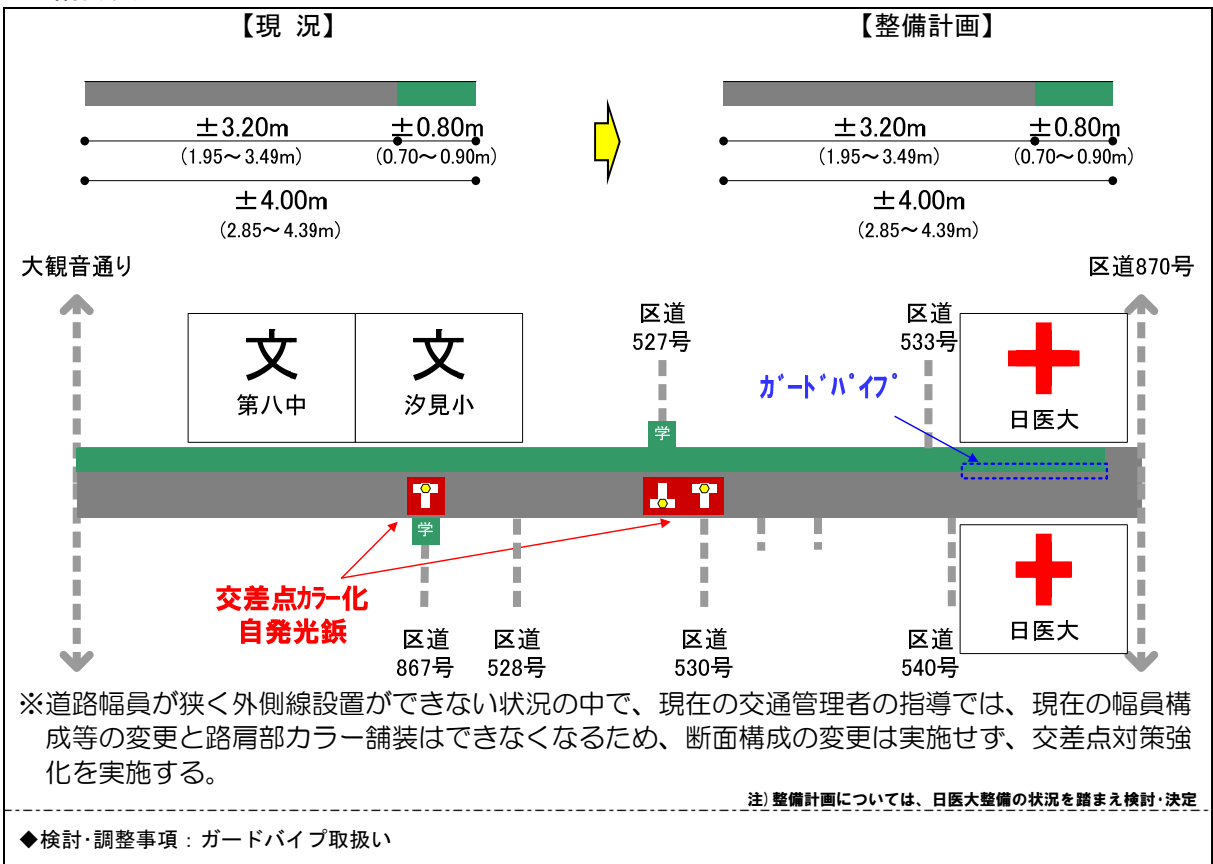 【現 況】
【整備計画】
±3.20m
±0.80m
(1.95～3.49m)
(0.70～0.90m)
±4.00m
(2.85～4.39m)
±3.20m
±0.80m
(1.95～3.49m)
(0.70～0.90m)
±4.00m
(2.85～4.39m)
大観音通り
区道870号
文
第八中
文
汐見小
区道
527号
区道
533号
ｶﾞｰﾄﾞﾊﾟｲﾌﾟ
日医大
学
学
交差点ｶﾗｰ化
自発光鋲
区道
867号
区道
528号
区道
530号
区道
540号
日医大
※道路幅員が狭く外側線設置ができない状況の中で、現在の交通管理者の指導では、現在の幅員構
成等の変更と路肩部カラー舗装はできなくなるため、断面構成の変更は実施せず、交差点対策強
化を実施する。
注）整備計画については、日医大整備の状況を踏まえ検討･決定
◆検討･調整事項：ガードパイプ取扱い